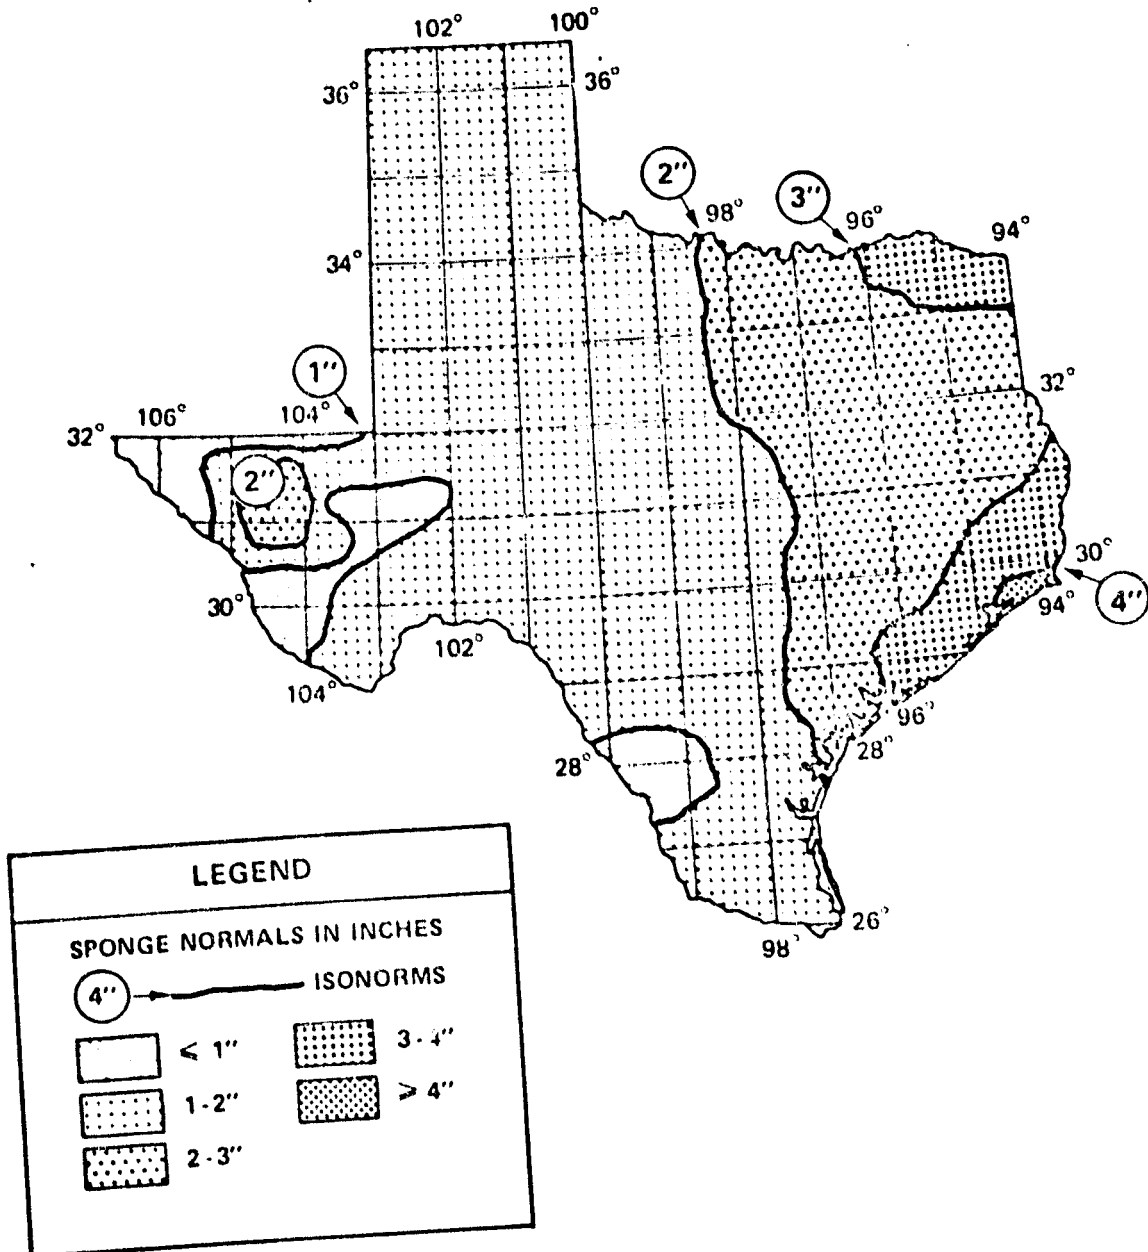 102° 100°
36° 36°
2" 98° 3" 96° 94°
34°
1"
106° 104° 32°
32°
2"
30°
30° 94° 4"
102°
104° 96°
28° 28°
26°
98°
LEGEND
SPONGE NORMALS IN INCHES
4" ISONORMS
≤ 1" 3-4"
1-2" ≥ 4"
2-3"